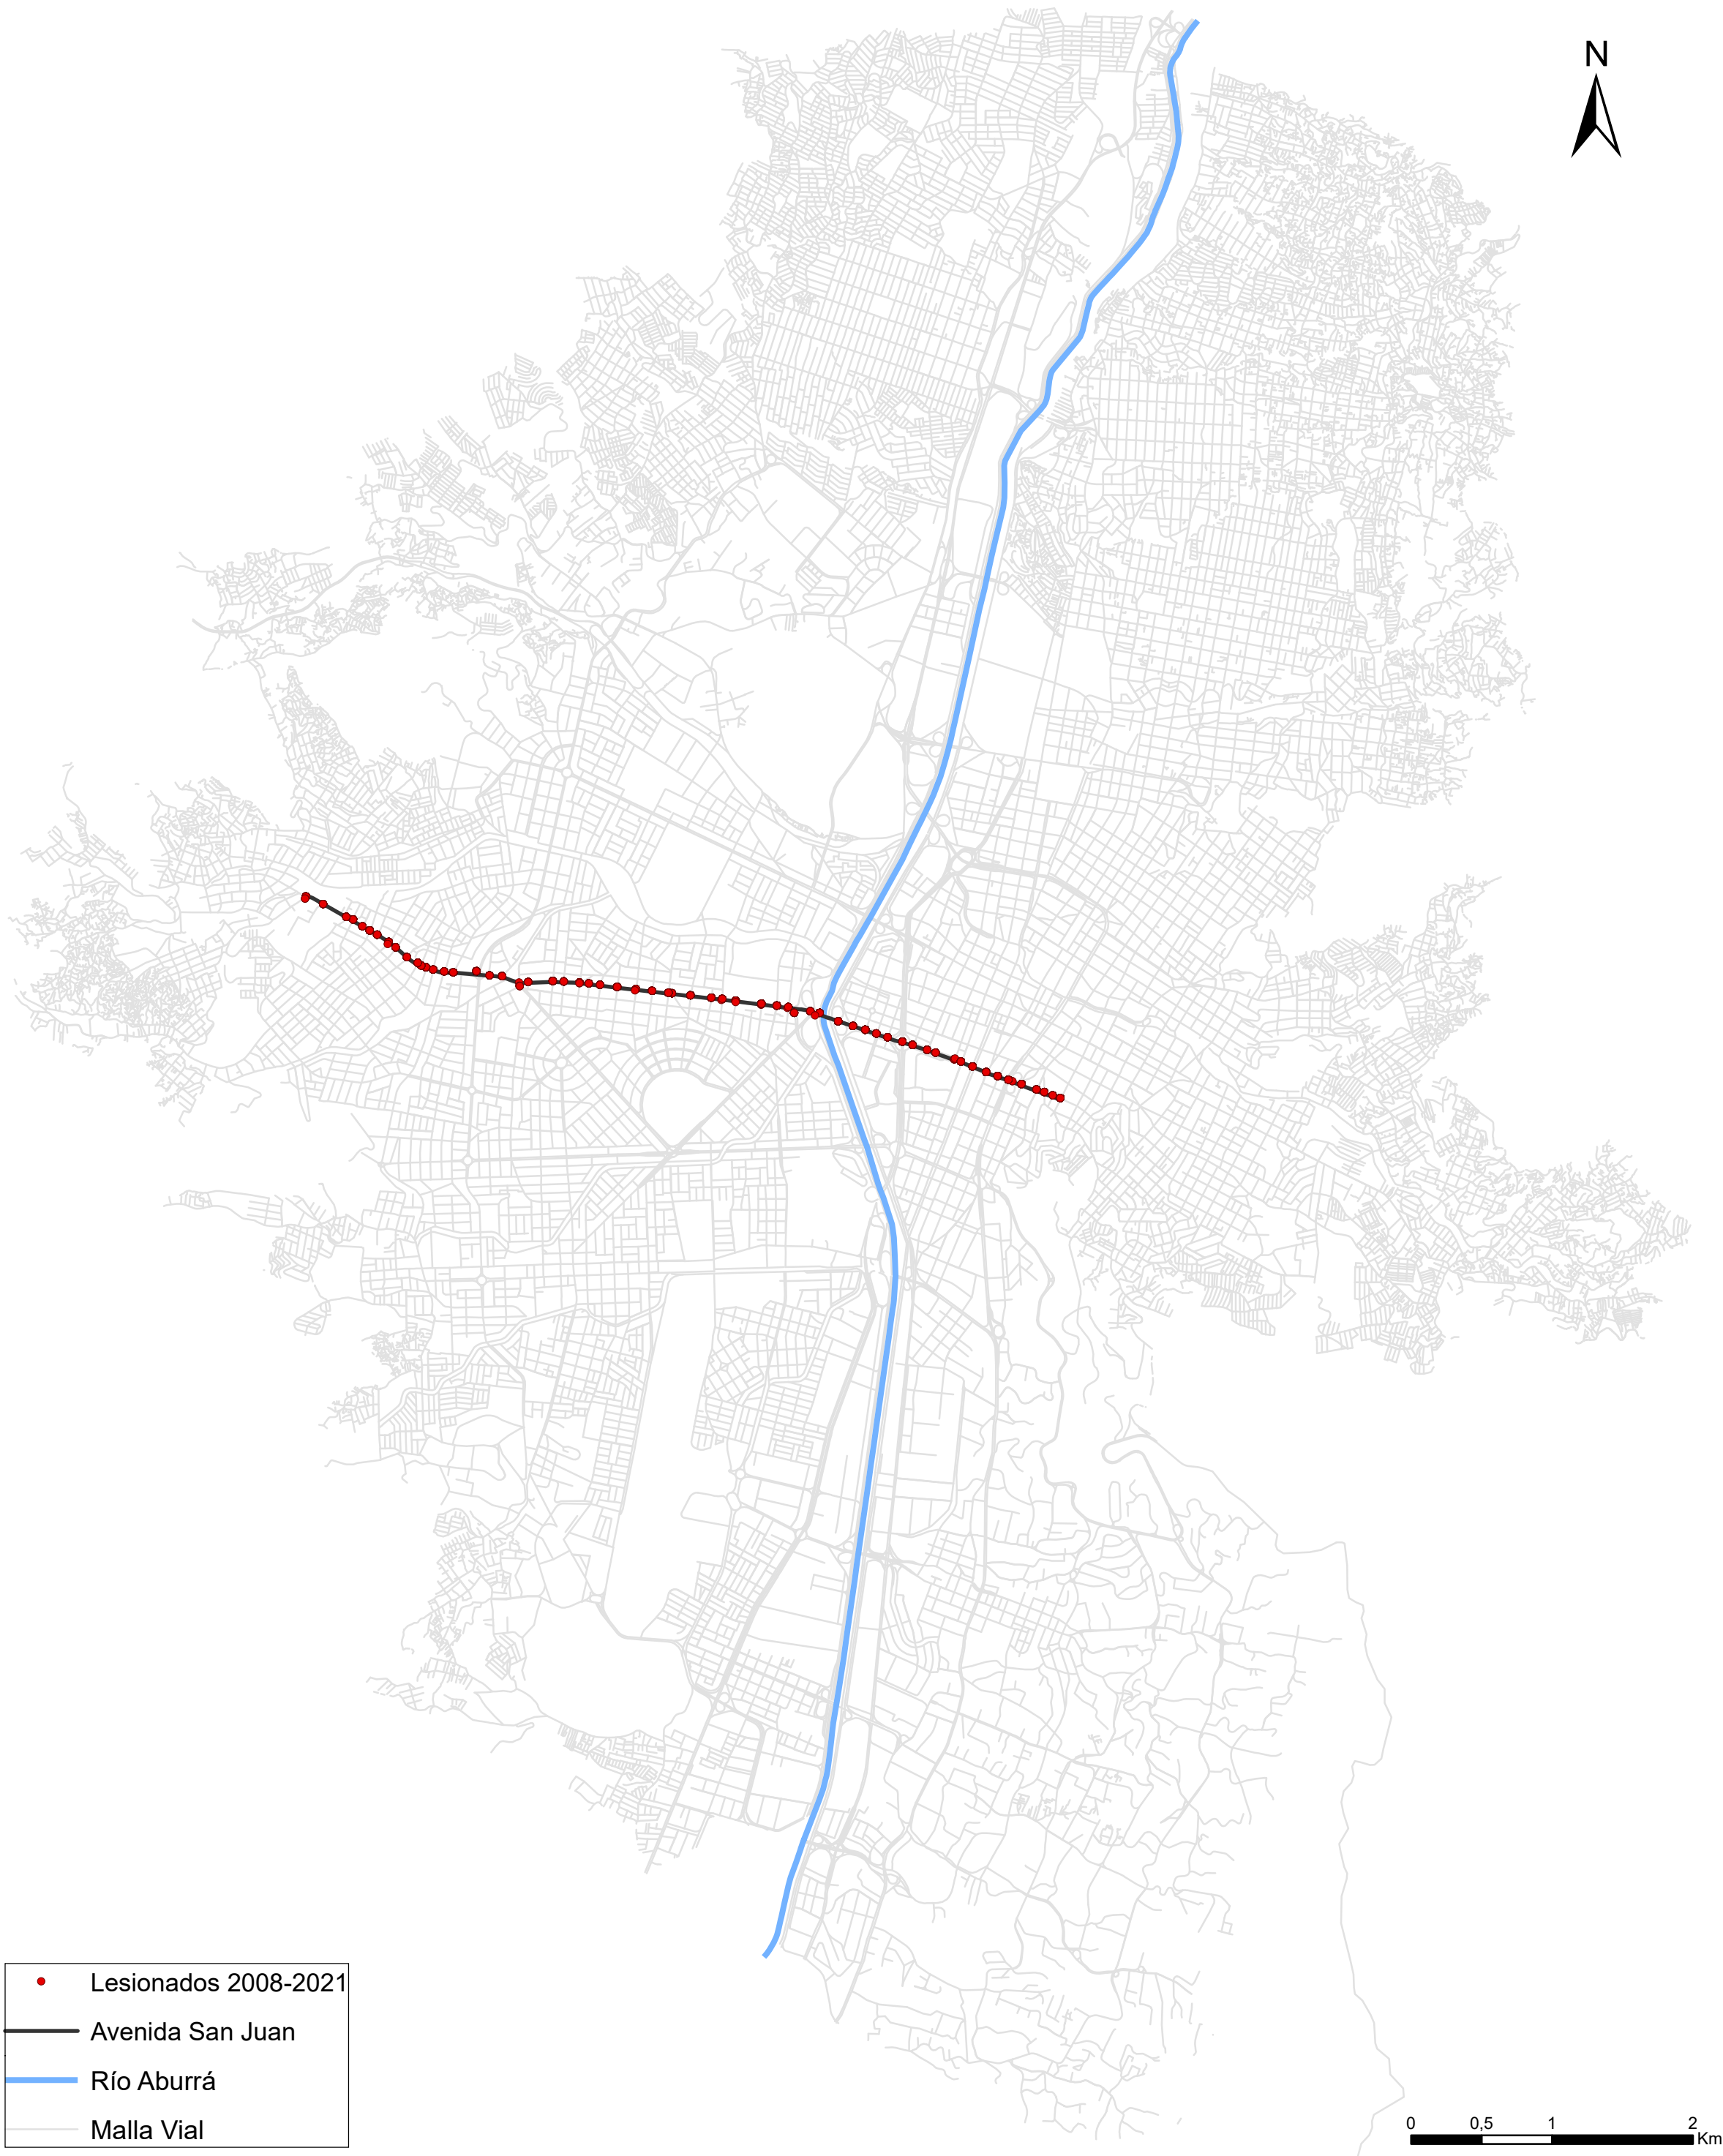 N
Lesionados 2008-2021
Avenida San Juan
Río Aburrá
Malla Vial
0 0,5 1 2
Km